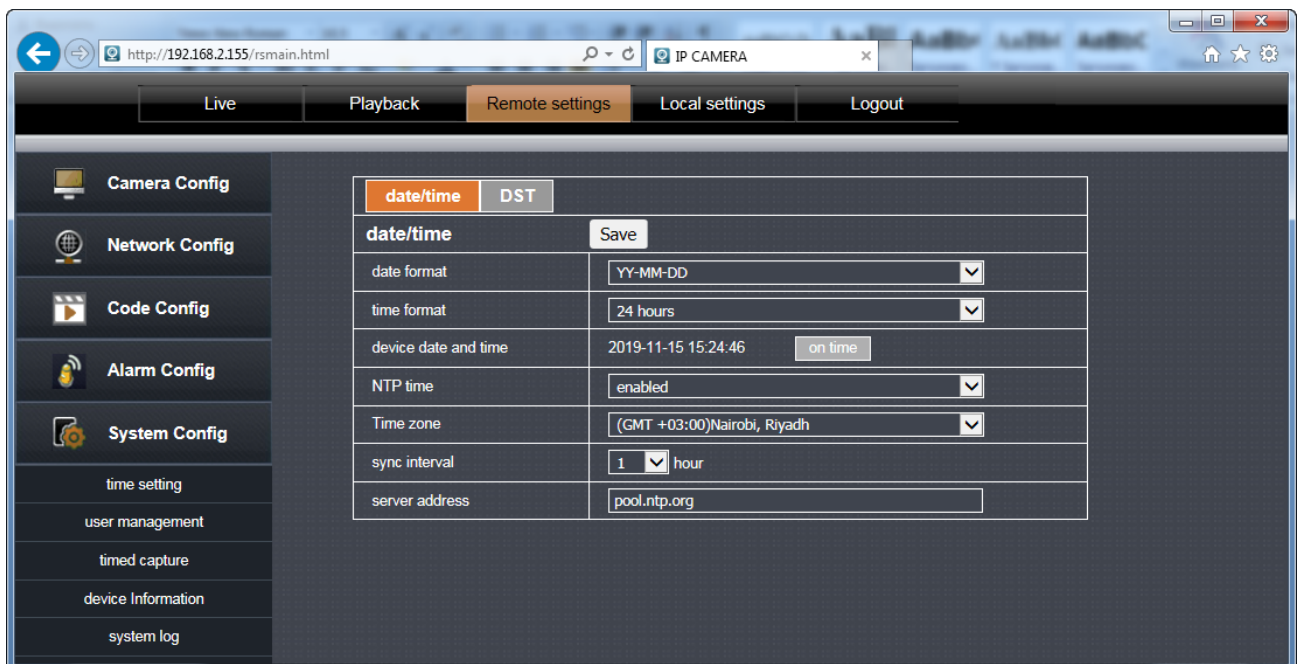 http://192.168.2.155/rsmain.html
IP CAMERA
Live
Playback
Remote settings
Local settings
Logout
Camera Config
Network Config
Code Config
Alarm Config
System Config
time setting
user management
timed capture
device Information
system log
date/time DST
date/time Save
date format YY-MM-DD
time format 24 hours
device date and time 2019-11-15 15:24:46 on time
NTP time enabled
Time zone (GMT +03:00)Nairobi, Riyadh
sync interval 1 hour
server address pool.ntp.org